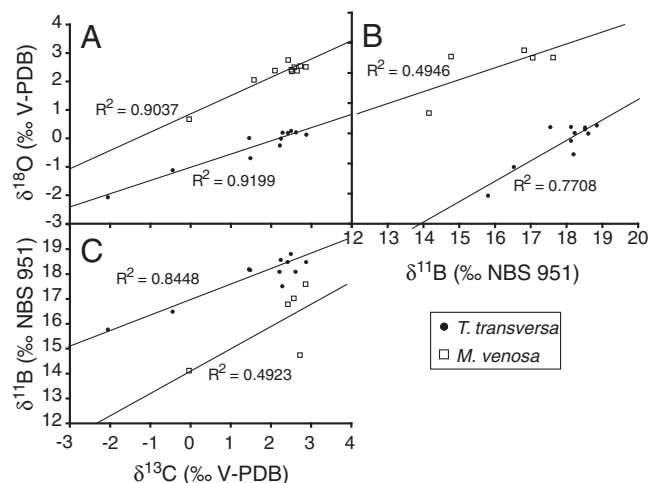 A
B
4
3
2
1
0
-1
-2
-3
δ18O (‰ V-PDB)
R2 = 0.9037
R2 = 0.9199
R2 = 0.4946
R2 = 0.7708
12 13 14 15 16 17 18 19 20
δ11B (‰ NBS 951)
C
19
18
17
16
15
14
13
12
δ11B (‰ NBS 951)
R2 = 0.8448
R2 = 0.4923
-3 -2 -1 0 1 2 3 4
δ13C (‰ V-PDB)
T. transversa
M. venosa